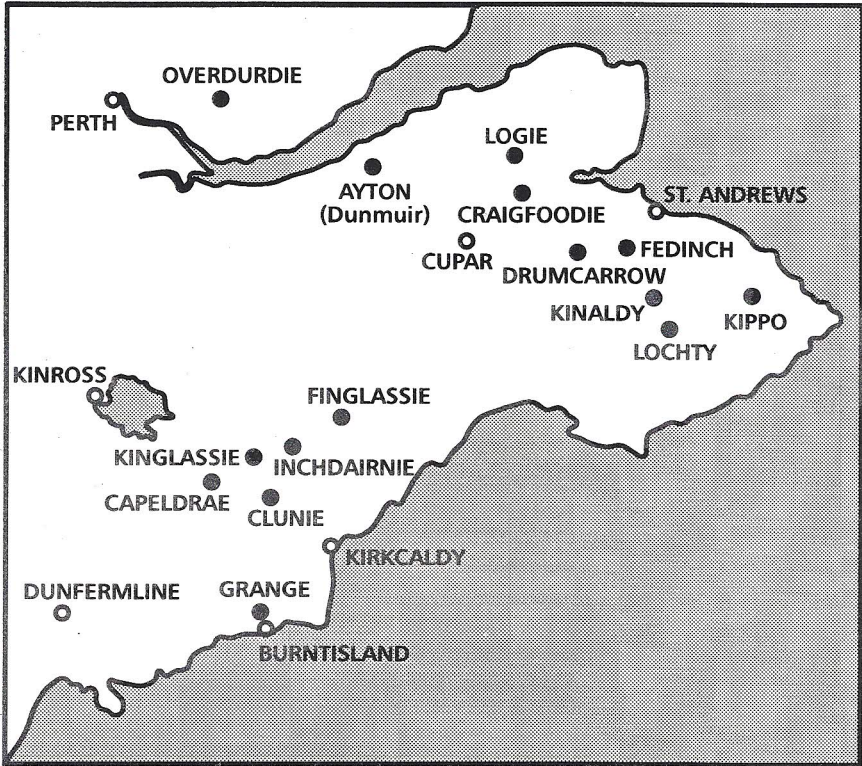 OVERDURDIE
PERTH
LOGIE
AYTON
(Dunmuir)
CRAIGFOODIE
ST. ANDREWS
CUPAR
FEDINCH
DRUMCARROW
KINALDY
KIPPO
LOCHTY
KINROSS
FINGLASSIE
KINGLASSIE
INCHDAIRNIE
CAPELDRAE
CLUNIE
KIRKCALDY
DUNFERMLINE
GRANGE
BURNTISLAND